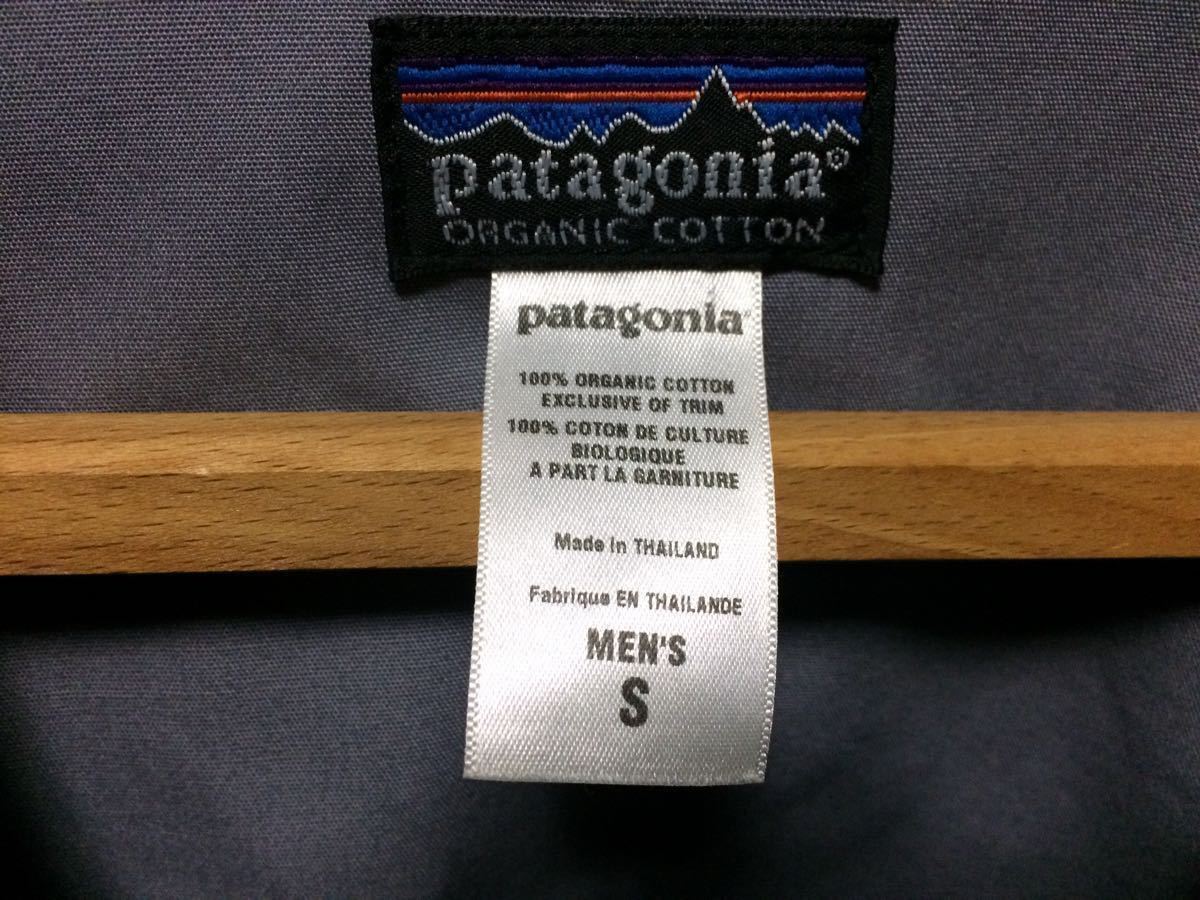 patagonia®
ORGANIC COTTON
patagonia®
100% ORGANIC COTTON
EXCLUSIVE OF TRIM
100% COTON DE CULTURE
BIOLOGIQUE
A PART LA GARNITURE
Made in THAILAND
Fabrique EN THAILANDE
MEN'S
S